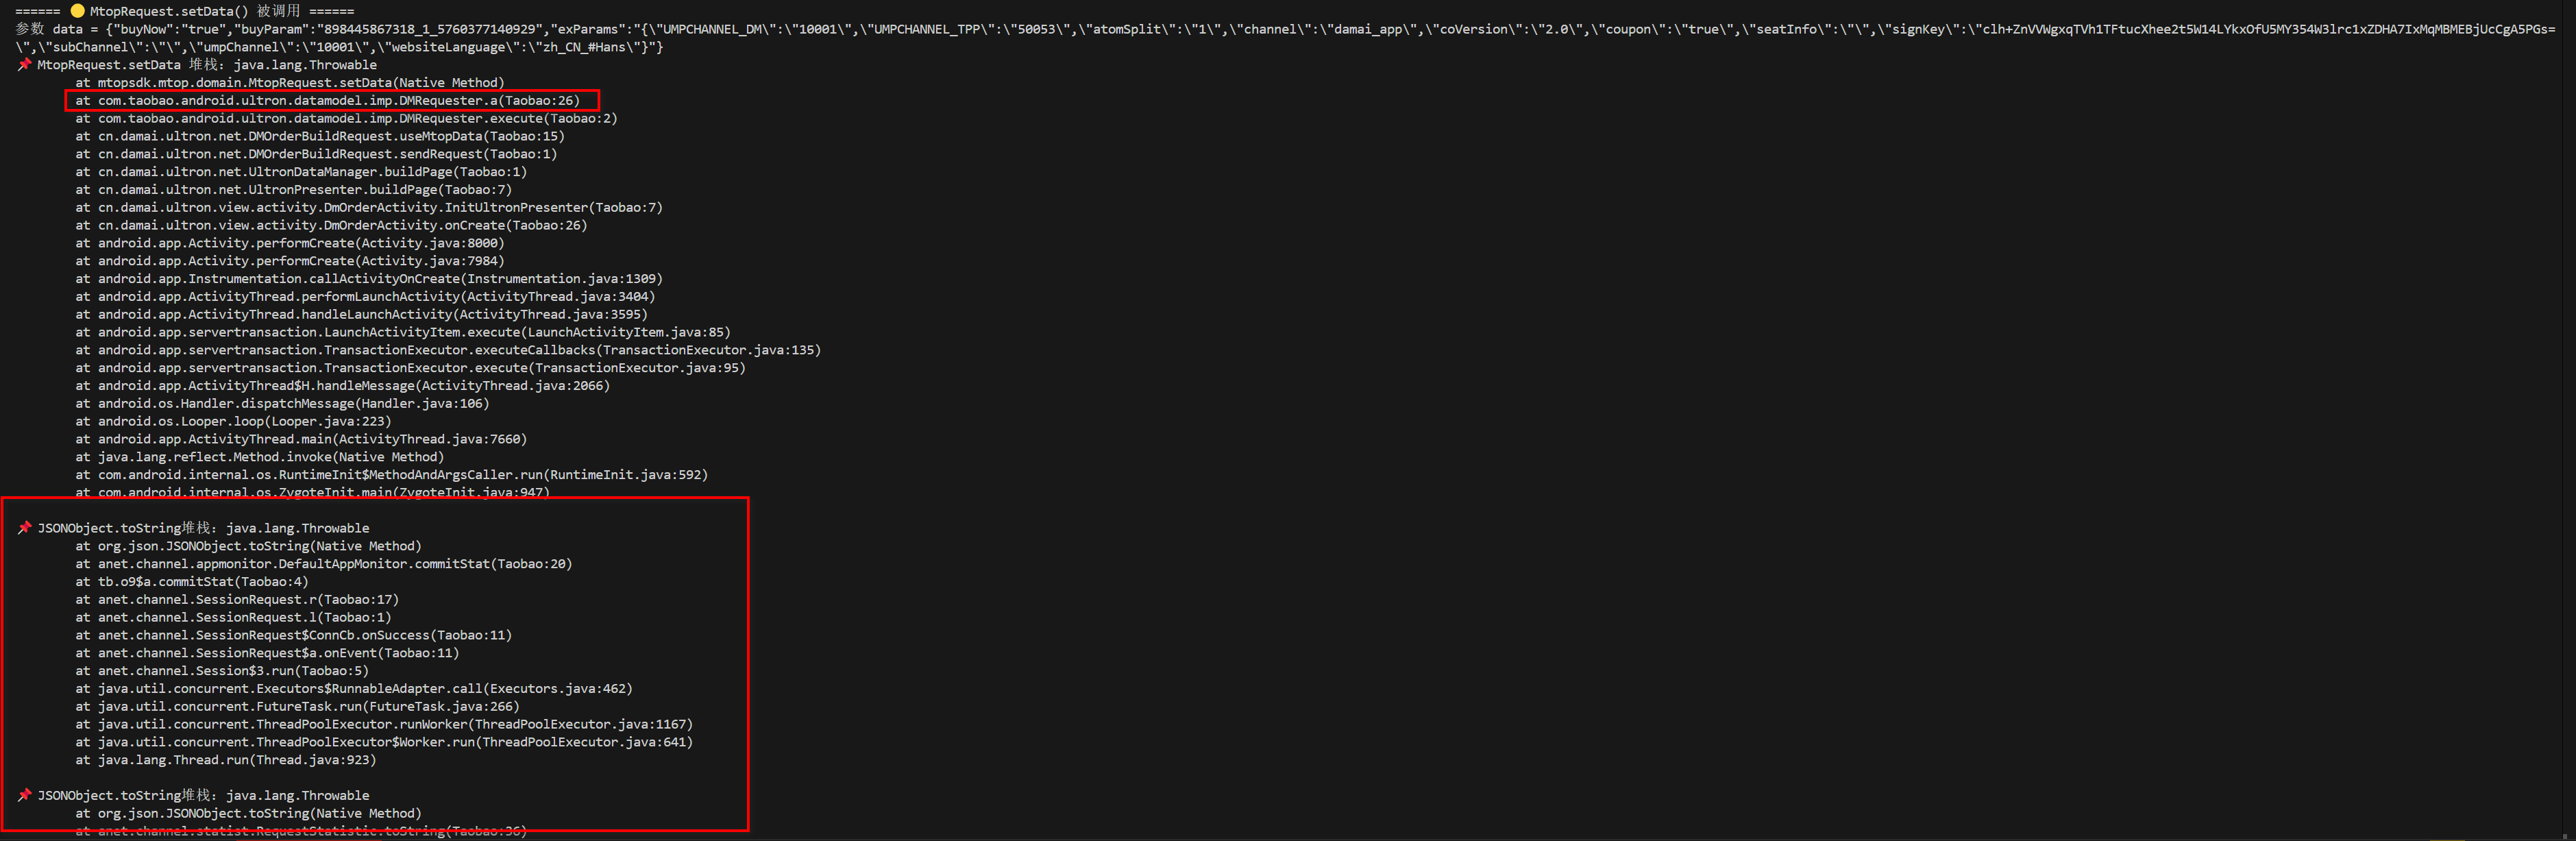 ====== 🟡 MtopRequest.setData() 被调用 ======
参数 data = {"buyNow":"true","buyParam":"898445867318_1_5760377140929","exParams":"{\"UMPCHANNEL_DM\":\"10001\",\"UMPCHANNEL_TPP\":\"50053\",\"atomSplit\":\"1\",\"channel\":\"damai_app\",\"coVersion\":\"2.0\",\"coupon\":\"true\",\"seatInfo\":\"\",\"signKey\":\"clh+ZnVVWgxqTVh1TFtucXhee2t5W14LYkxOfU5MY354W3lrc1xZDHA7IxMqMBMEBjUcCgA5PGs=
\",\"subChannel\":\"\",\"umpChannel\":\"10001\",\"websiteLanguage\":\"zh_CN_#Hans\"}"}
📌 MtopRequest.setData 堆栈: java.lang.Throwable
at mtopsdk.mtop.domain.MtopRequest.setData(Native Method)
at com.taobao.android.ultron.datamodel.imp.DMRequester.a(Taobao:26)
at com.taobao.android.ultron.datamodel.imp.DMRequester.execute(Taobao:2)
at cn.damai.ultron.net.DMOrderBuildRequest.useMtopData(Taobao:15)
at cn.damai.ultron.net.DMOrderBuildRequest.sendRequest(Taobao:1)
at cn.damai.ultron.net.UltronDataManager.buildPage(Taobao:1)
at cn.damai.ultron.net.UltronPresenter.buildPage(Taobao:7)
at cn.damai.ultron.view.activity.DmOrderActivity.InitUltronPresenter(Taobao:7)
at cn.damai.ultron.view.activity.DmOrderActivity.onCreate(Taobao:26)
at android.app.Activity.performCreate(Activity.java:8000)
at android.app.Activity.performCreate(Activity.java:7984)
at android.app.Instrumentation.callActivityOnCreate(Instrumentation.java:1309)
at android.app.ActivityThread.performLaunchActivity(ActivityThread.java:3404)
at android.app.ActivityThread.handleLaunchActivity(ActivityThread.java:3595)
at android.app.servertransaction.LaunchActivityItem.execute(LaunchActivityItem.java:85)
at android.app.servertransaction.TransactionExecutor.executeCallbacks(TransactionExecutor.java:135)
at android.app.servertransaction.TransactionExecutor.execute(TransactionExecutor.java:95)
at android.app.ActivityThread$H.handleMessage(ActivityThread.java:2066)
at android.os.Handler.dispatchMessage(Handler.java:106)
at android.os.Looper.loop(Looper.java:223)
at android.app.ActivityThread.main(ActivityThread.java:7660)
at java.lang.reflect.Method.invoke(Native Method)
at com.android.internal.os.RuntimeInit$MethodAndArgsCaller.run(RuntimeInit.java:592)
at com.android.internal.os.ZygoteInit.main(ZygoteInit.java:947)
📌 JSONObject.toString堆栈: java.lang.Throwable
at org.json.JSONObject.toString(Native Method)
at anet.channel.appmonitor.DefaultAppMonitor.commitStat(Taobao:20)
at tb.o9$a.commitStat(Taobao:4)
at anet.channel.SessionRequest.r(Taobao:17)
at anet.channel.SessionRequest.l(Taobao:1)
at anet.channel.SessionRequest$ConnCb.onSuccess(Taobao:11)
at anet.channel.SessionRequest$a.onEvent(Taobao:11)
at anet.channel.Session$3.run(Taobao:5)
at java.util.concurrent.Executors$RunnableAdapter.call(Executors.java:462)
at java.util.concurrent.FutureTask.run(FutureTask.java:266)
at java.util.concurrent.ThreadPoolExecutor.runWorker(ThreadPoolExecutor.java:1167)
at java.util.concurrent.ThreadPoolExecutor$Worker.run(ThreadPoolExecutor.java:641)
at java.lang.Thread.run(Thread.java:923)
📌 JSONObject.toString堆栈: java.lang.Throwable
at org.json.JSONObject.toString(Native Method)
at anet.channel.statist.RequestStatistic.toString(Taobao:36)